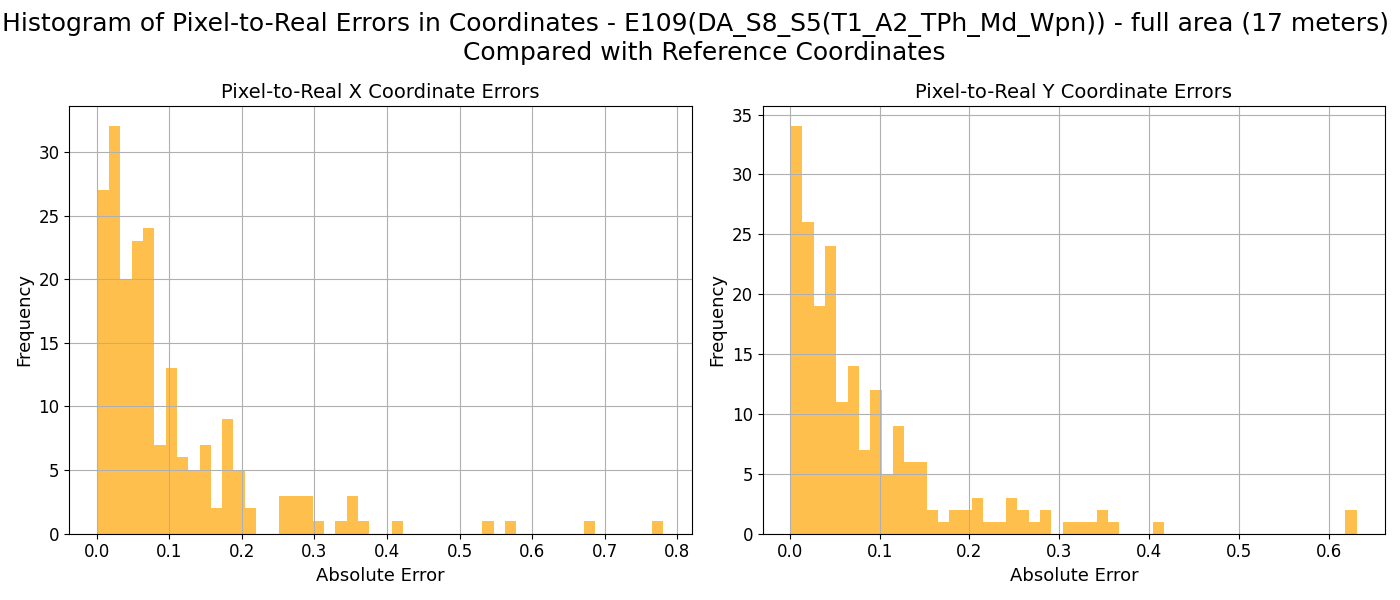 Histogram of Pixel-to-Real Errors in Coordinates - E109(DA_S8_S5(T1_A2_TPh_Md_Wpn)) - full area (17 meters)
Compared with Reference Coordinates
Pixel-to-Real X Coordinate Errors
30
25
20
15
10
5
0
Frequency
0.0 0.1 0.2 0.3 0.4 0.5 0.6 0.7 0.8
Absolute Error
Pixel-to-Real Y Coordinate Errors
35
30
25
20
15
10
5
0
Frequency
0.0 0.1 0.2 0.3 0.4 0.5 0.6
Absolute Error